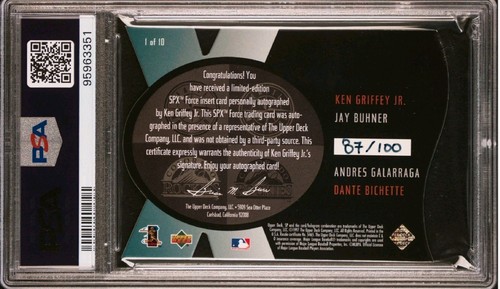 95963351
PSA
1 of 10
Congratulations! You
have received a limited-edition
SPX™ Force insert card personally autographed
by Ken Griffey Jr. This SPX™ Force trading card was auto-
graphed in the presence of a representative of The Upper Deck
Company, LLC, and was not obtained by a third-party source. This
certificate expressly warrants the authenticity of Ken Griffey Jr.'s
signature. Enjoy your autographed card!
The Upper Deck Company, LLC • 5909 Sea Otter Place
Carlsbad, California 92008
KEN GRIFFEY JR.
JAY BUHNER
87/100
ANDRES GALARRAGA
DANTE BICHETTE
Upper Deck